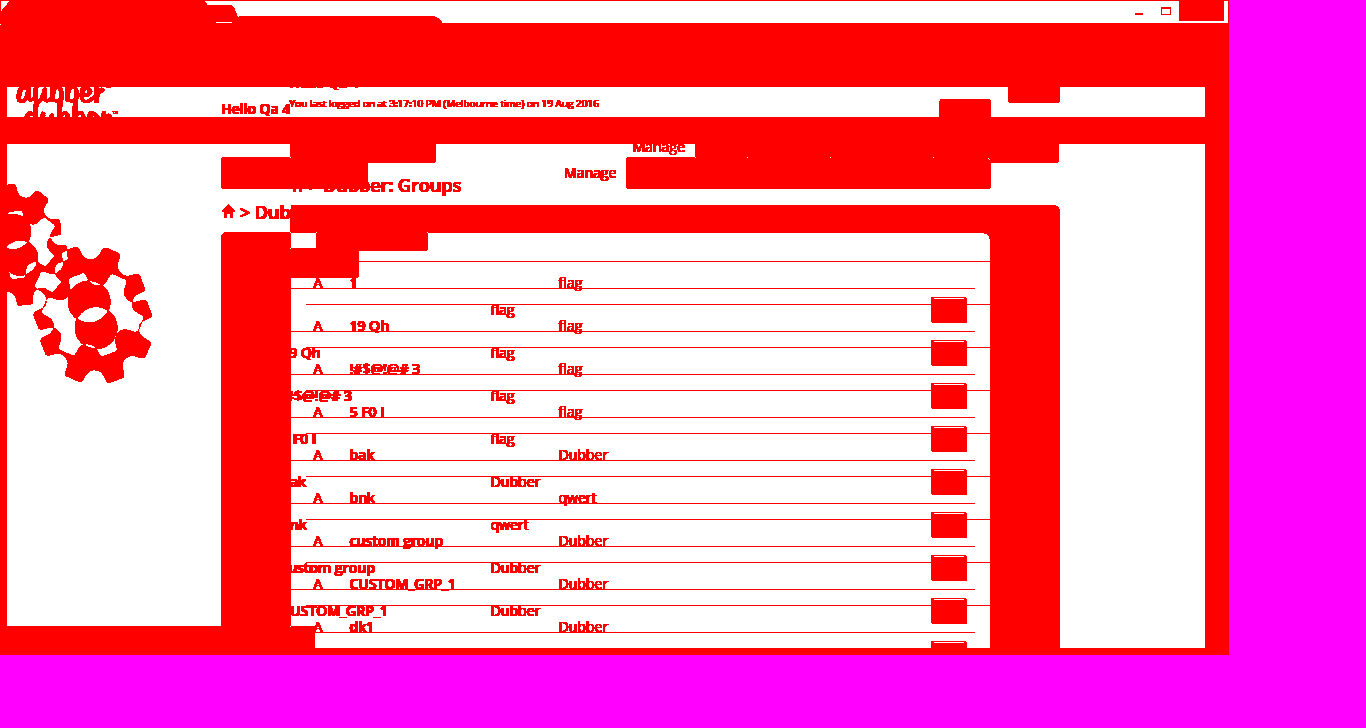 dubber
You last logged on at 3:17:10 PM (Melbourne time) on 19 Aug 2016
Hello Qa 4
dubber
Manage
Manage
> Dubber: Groups
> Dub
A 1 flag
flag
A 19 Qh flag
9 Qh flag
A !#$@!@# 3 flag
#$@!@# 3 flag
A 5 F0 l flag
F0 l flag
A bak Dubber
ak Dubber
A bnk qwert
nk qwert
A custom group Dubber
ustom group Dubber
A CUSTOM_GRP_1 Dubber
USTOM_GRP_1 Dubber
A dk1 Dubber